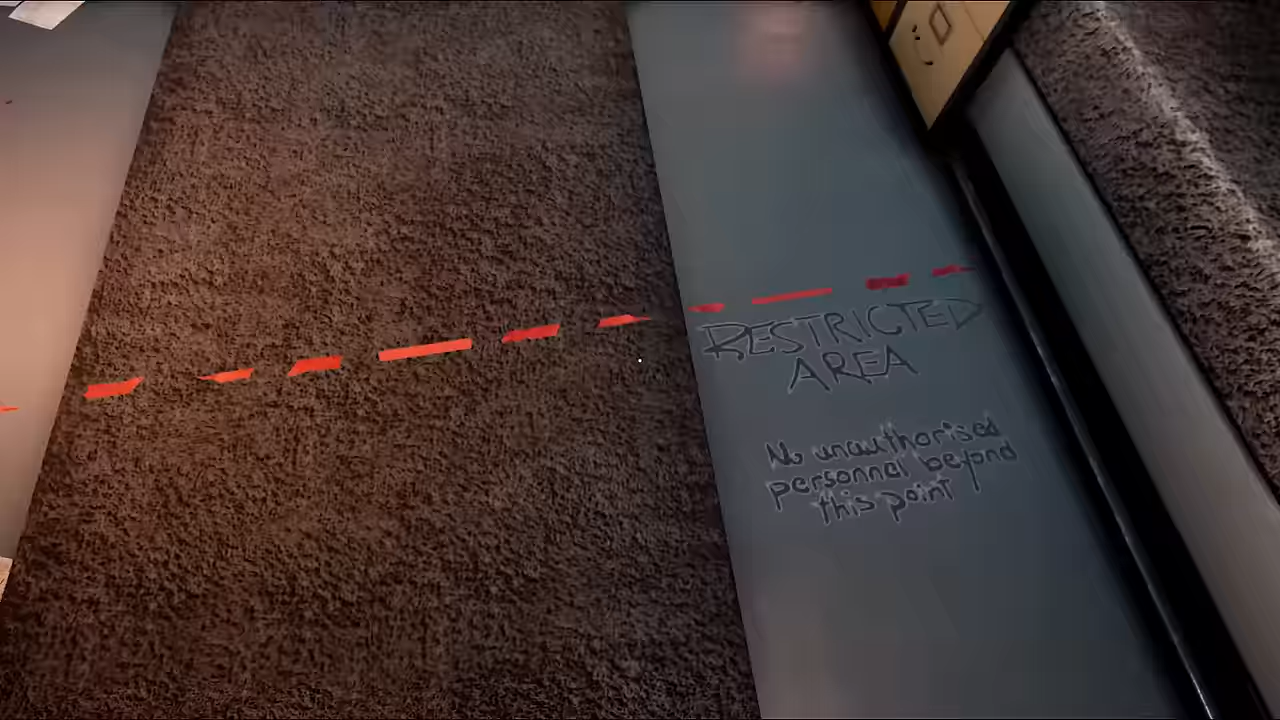 RESTRICTED
AREA
No unauthorised
personnel beyond
this point